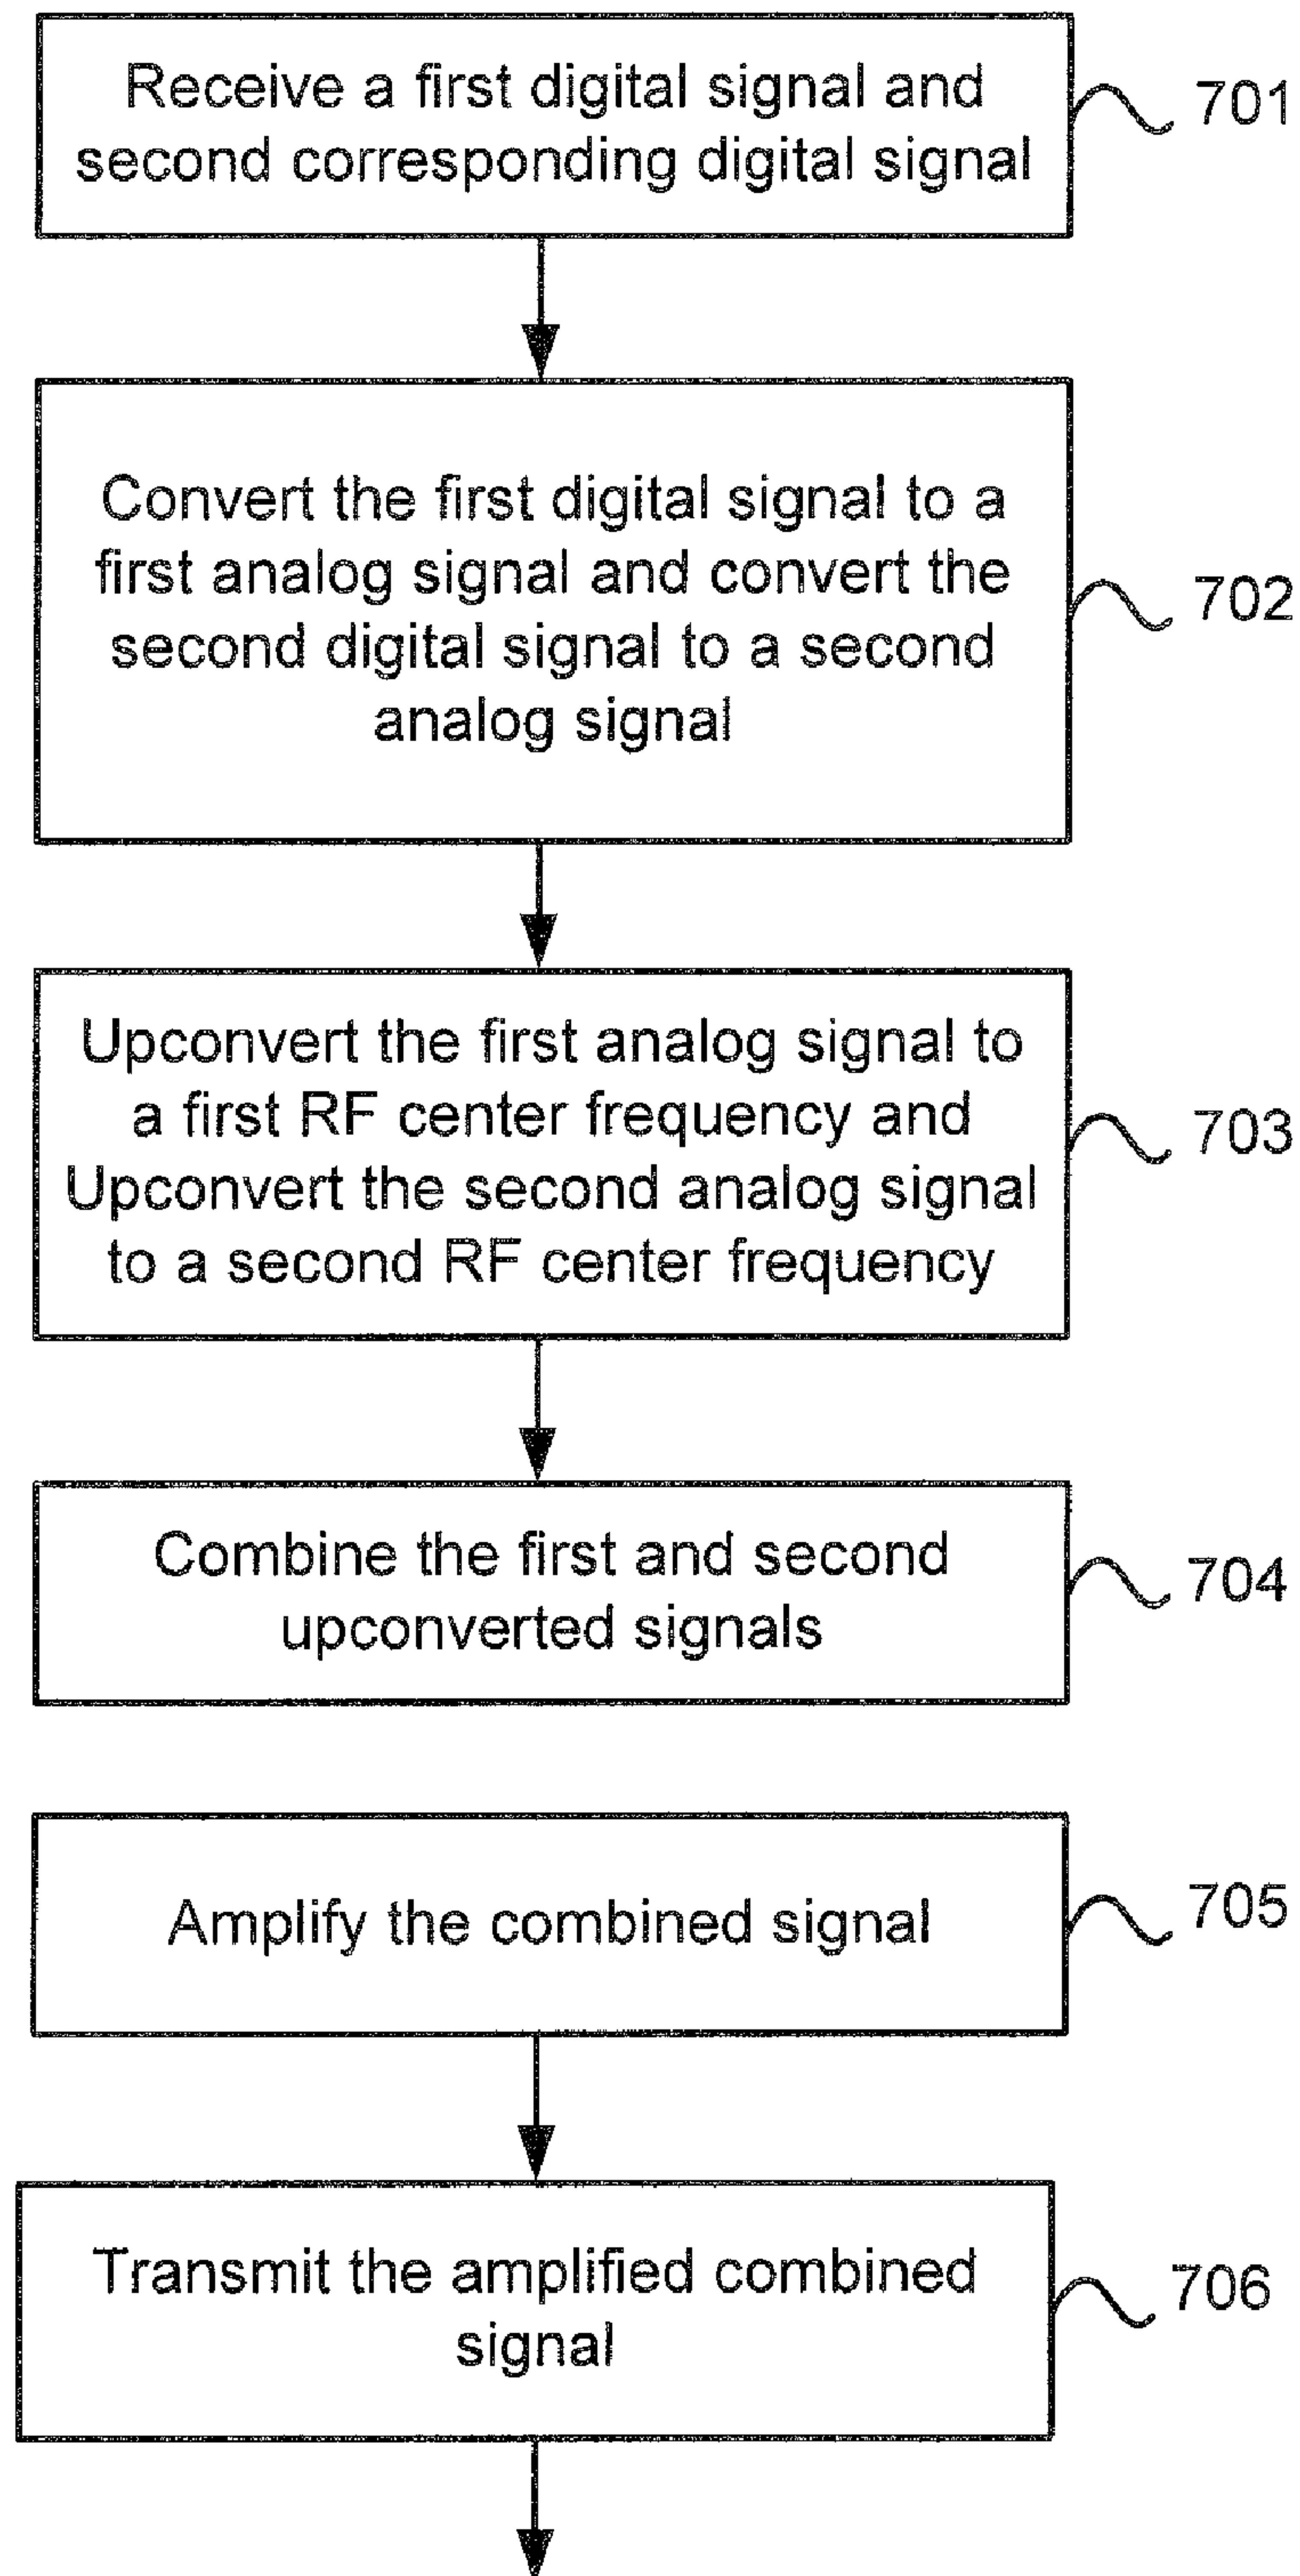 Receive a first digital signal and
second corresponding digital signal
701
Convert the first digital signal to a
first analog signal and convert the
second digital signal to a second
analog signal
702
Upconvert the first analog signal to
a first RF center frequency and
Upconvert the second analog signal
to a second RF center frequency
703
Combine the first and second
upconverted signals
704
Amplify the combined signal
705
Transmit the amplified combined
signal
706